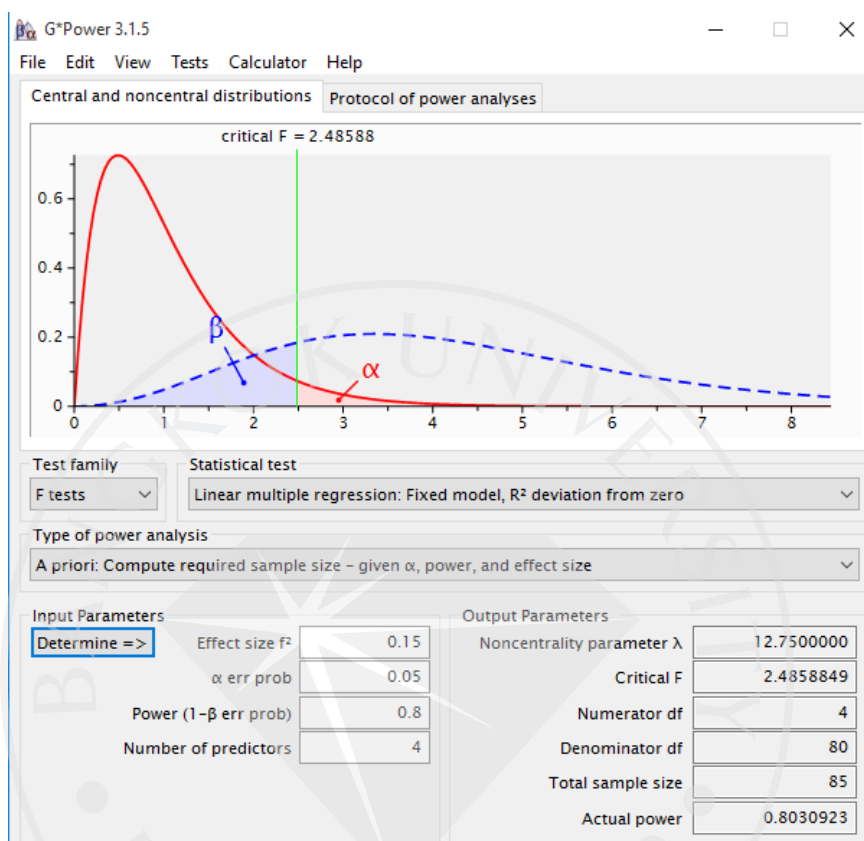 G*Power 3.1.5
File Edit View Tests Calculator Help
Central and noncentral distributions Protocol of power analyses
critical F = 2.48588
0.6
0.4
0.2
0
β
α
0 1 2 3 4 5 6 7 8
Test family Statistical test
F tests Linear multiple regression: Fixed model, R² deviation from zero
Type of power analysis
A priori: Compute required sample size – given α, power, and effect size
Input Parameters Output Parameters
Determine => Effect size f² 0.15 Noncentrality parameter λ 12.7500000
α err prob 0.05 Critical F 2.4858849
Power (1-β err prob) 0.8 Numerator df 4
Number of predictors 4 Denominator df 80
Total sample size 85
Actual power 0.8030923
BANGKOK UNIVERSITY